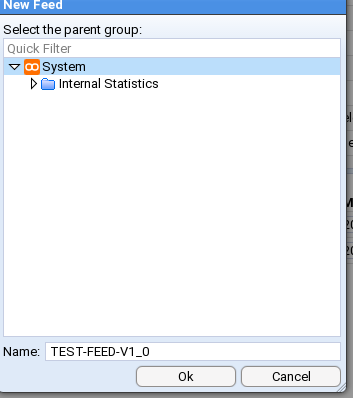 New Feed
Select the parent group:
Quick Filter
System
Internal Statistics
Name: TEST-FEED-V1_0
Ok Cancel